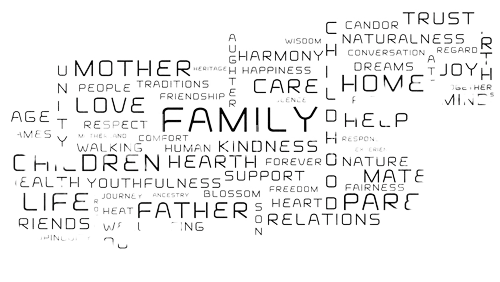 TRUST
CANDOR
WISDOM
NATURALNESS
HARMONY
CONVERSATION
REGARD
MOTHER
HERITAGE
HAPPINESS
DREAMS
JOY
UNITY
PEOPLE
TRADITIONS
CARE
HOME
CHILDHOOD
FRIENDSHIP
LOVE
FAMILY
HELP
AGE
RESPECT
COMFORT
WALKING
HUMAN
KINDNESS
CHILDREN
HEARTH
FOREVER
NATURE
YOUTHFULNESS
SUPPORT
MATE
FREEDOM
FAIRNESS
LIFE
JOURNE
ANCESTRY
BLOSSOM
HEART
HEAT
FATHER
SON
RELATIONS
RIENDS